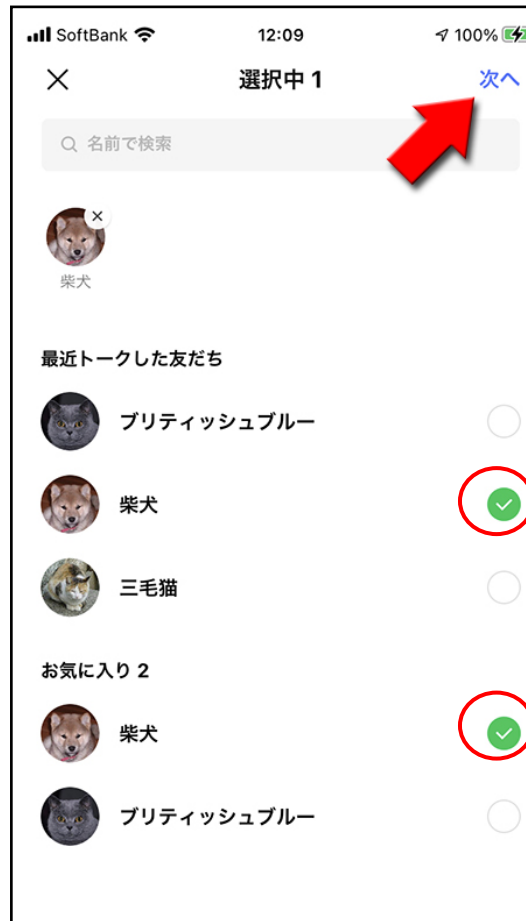 SoftBank 12:09 100%
選択中 1 次へ
名前で検索
柴犬
最近トークした友だち
ブリティッシュブルー
柴犬
三毛猫
お気に入り 2
柴犬
ブリティッシュブルー